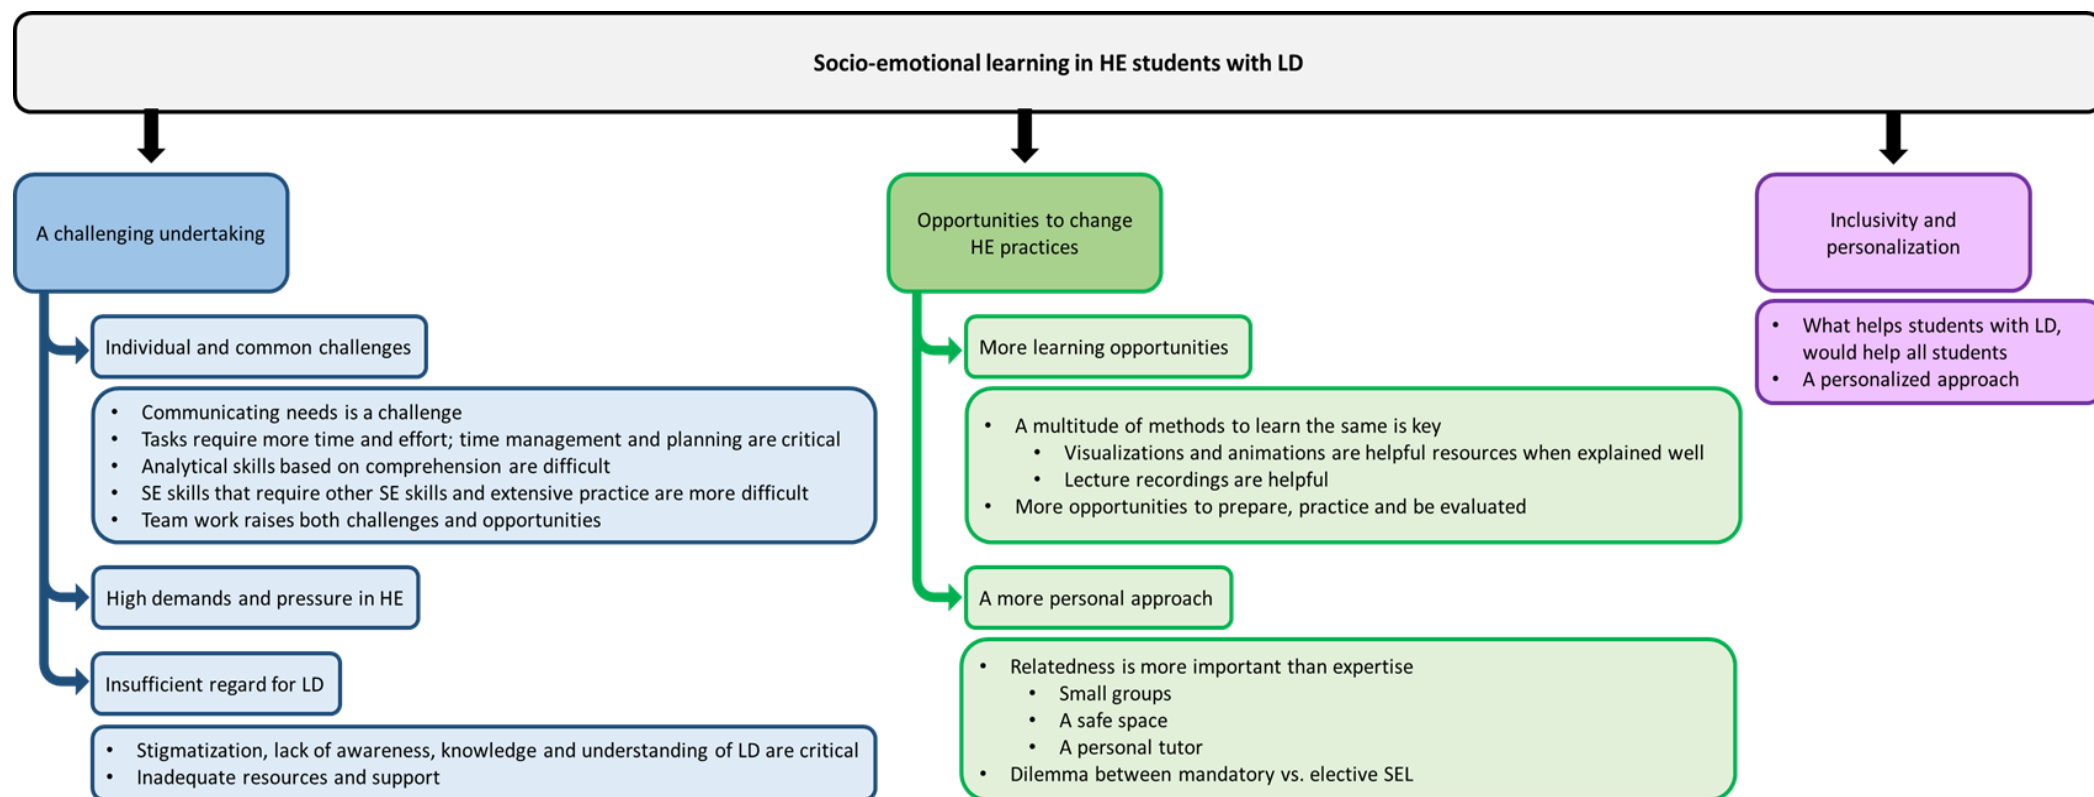 Socio-emotional learning in HE students with LD
A challenging undertaking
Individual and common challenges
• Communicating needs is a challenge
• Tasks require more time and effort; time management and planning are critical
• Analytical skills based on comprehension are difficult
• SE skills that require other SE skills and extensive practice are more difficult
• Team work raises both challenges and opportunities
High demands and pressure in HE
Insufficient regard for LD
• Stigmatization, lack of awareness, knowledge and understanding of LD are critical
• Inadequate resources and support
Opportunities to change
HE practices
More learning opportunities
• A multitude of methods to learn the same is key
• Visualizations and animations are helpful resources when explained well
• Lecture recordings are helpful
• More opportunities to prepare, practice and be evaluated
A more personal approach
• Relatedness is more important than expertise
• Small groups
• A safe space
• A personal tutor
• Dilemma between mandatory vs. elective SEL
Inclusivity and
personalization
• What helps students with LD,
would help all students
• A personalized approach